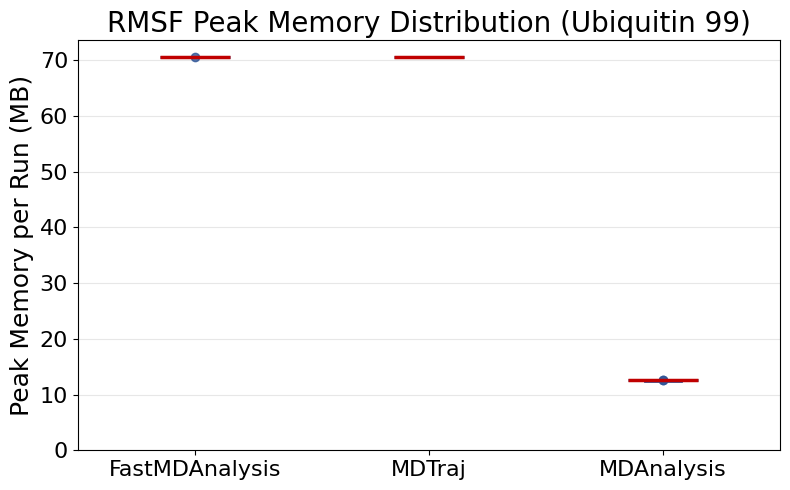 RMSF Peak Memory Distribution (Ubiquitin 99)
Peak Memory per Run (MB)
70
60
50
40
30
20
10
0
FastMDAnalysis MDTraj MDAnalysis